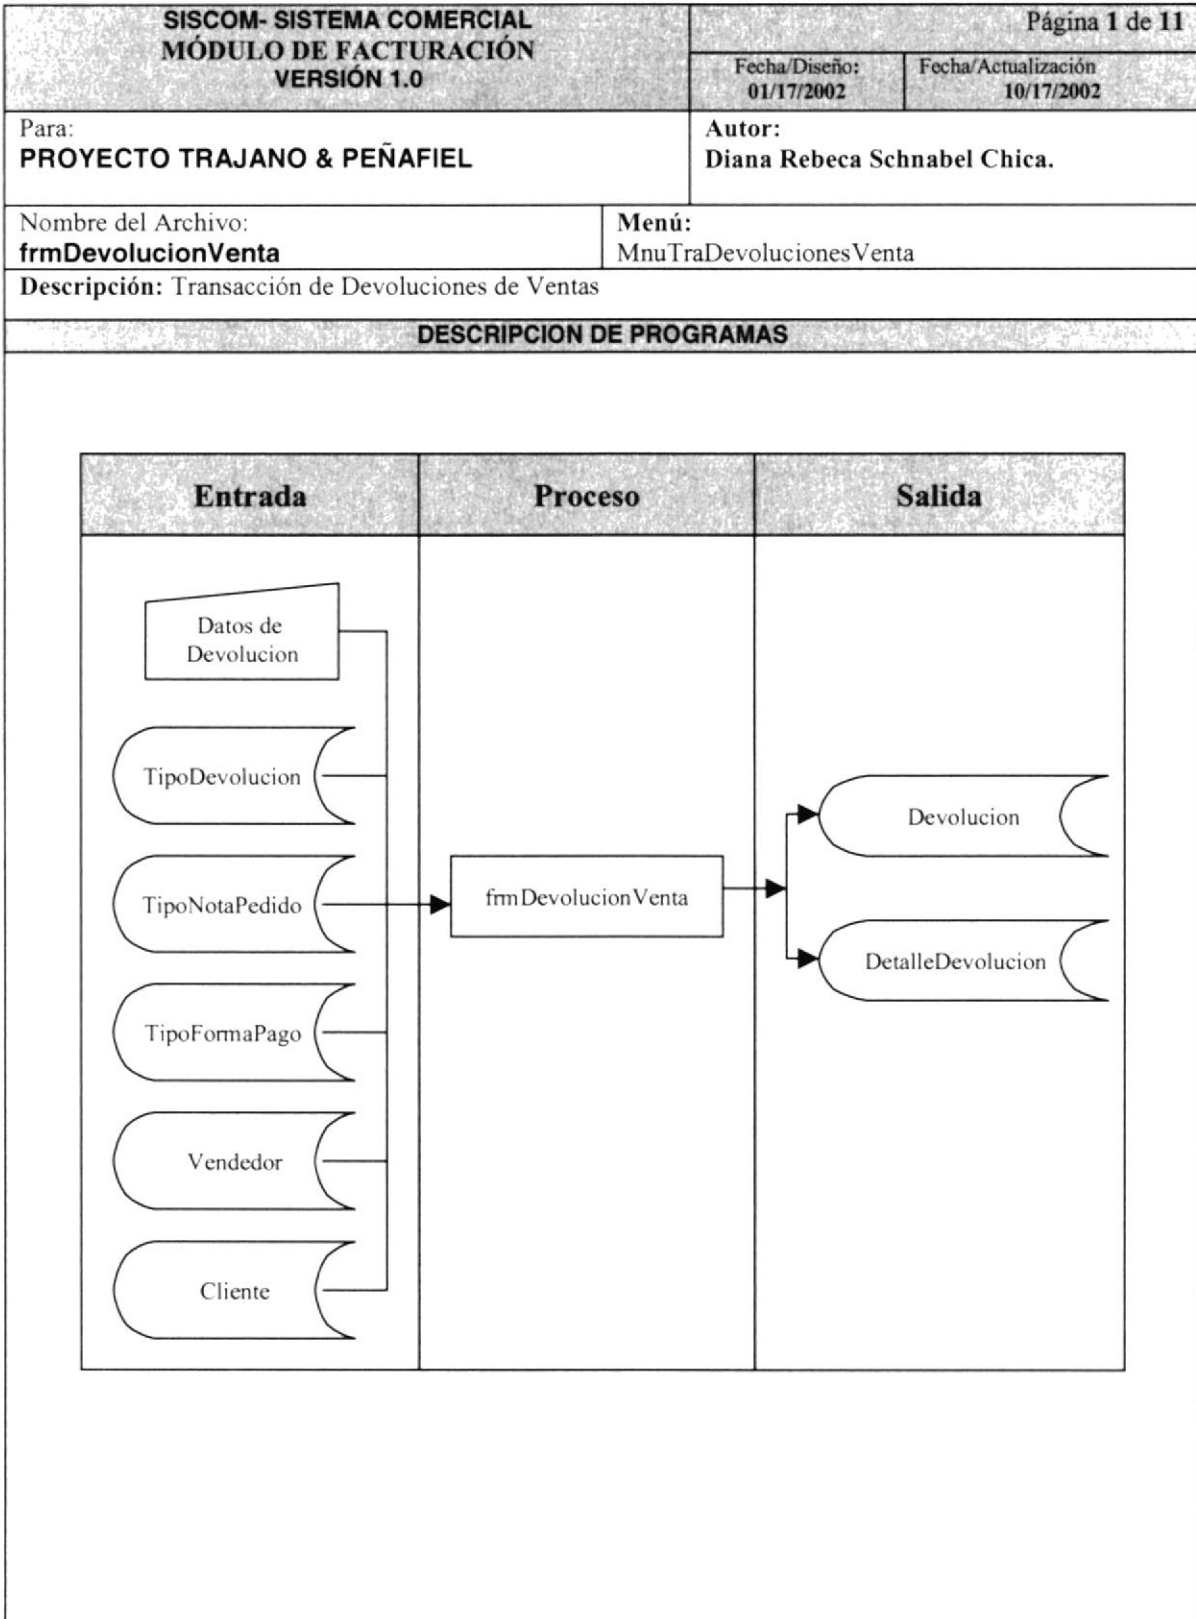 SISCOM- SISTEMA COMERCIAL
MÓDULO DE FACTURACIÓN
VERSIÓN 1.0
Página 1 de 11
Fecha/Diseño:
01/17/2002
Fecha/Actualización
10/17/2002
Para:
PROYECTO TRAJANO & PEÑAFIEL
Autor:
Diana Rebeca Schnabel Chica.
Nombre del Archivo:
frmDevolucionVenta
Menú:
MnuTraDevolucionesVenta
Descripción: Transacción de Devoluciones de Ventas
DESCRIPCION DE PROGRAMAS
Entrada
Proceso
Salida
Datos de
Devolucion
TipoDevolucion
TipoNotaPedido
TipoFormaPago
Vendedor
Cliente
frmDevolucionVenta
Devolucion
DetalleDevolucion